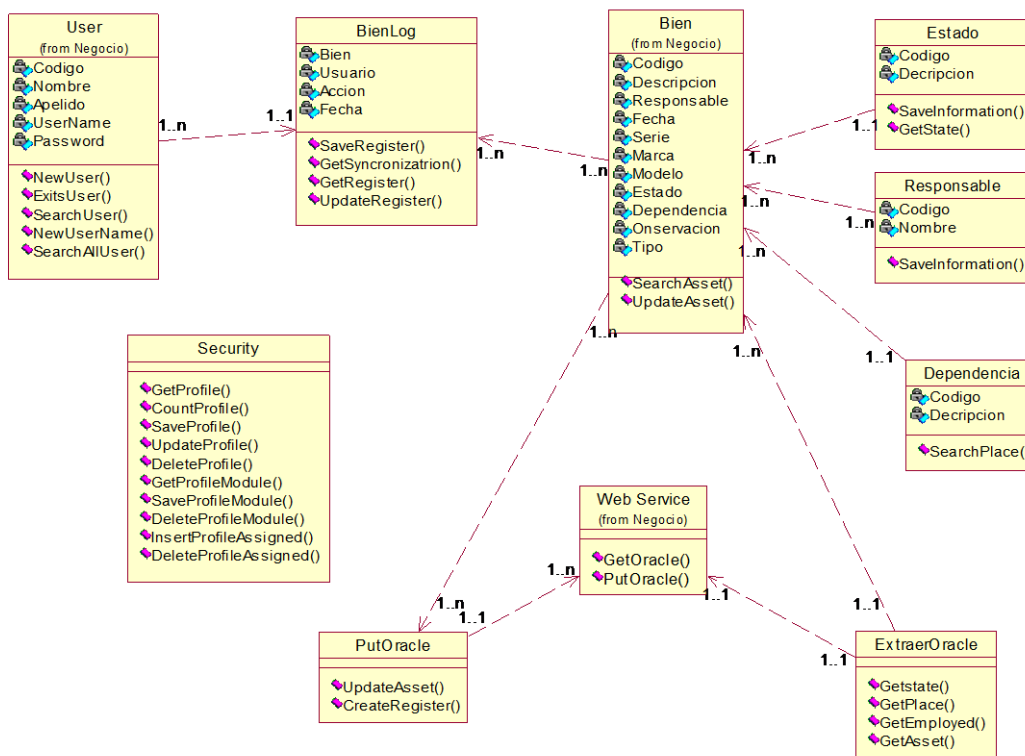 User
(from Negocio)
Codigo
Nombre
Apelido
UserName
Password
NewUser()
ExitsUser()
SearchUser()
NewUserName()
SearchAllUser()
1..n
1..1
BienLog
Bien
Usuario
Accion
Fecha
SaveRegister()
GetSyncronizatrion()
GetRegister()
UpdateRegister()
1..n
1..n
Bien
(from Negocio)
Codigo
Descripcion
Responsable
Fecha
Serie
Marca
Modelo
Estado
Dependencia
Onservacion
Tipo
SearchAsset()
UpdateAsset()
Estado
Codigo
Decripcion
SaveInformation()
GetState()
1..n
1..1
Responsable
Codigo
Nombre
SaveInformation()
1..n
1..n
1..n
1..1
Dependencia
Codigo
Decripcion
SearchPlace(
Security
GetProfile()
CountProfile()
SaveProfile()
UpdateProfile()
DeleteProfile()
GetProfileModule()
SaveProfileModule()
DeleteProfileModule()
InsertProfileAssigned()
DeleteProfileAssigned()
1..n
1..n
1..n
1..1
Web Service
(from Negocio)
GetOracle()
PutOracle()
1..n
1..1
1..1
1..1
PutOracle
UpdateAsset()
CreateRegister()
ExtraerOracle
Getstate()
GetPlace()
GetEmployed()
GetAsset()